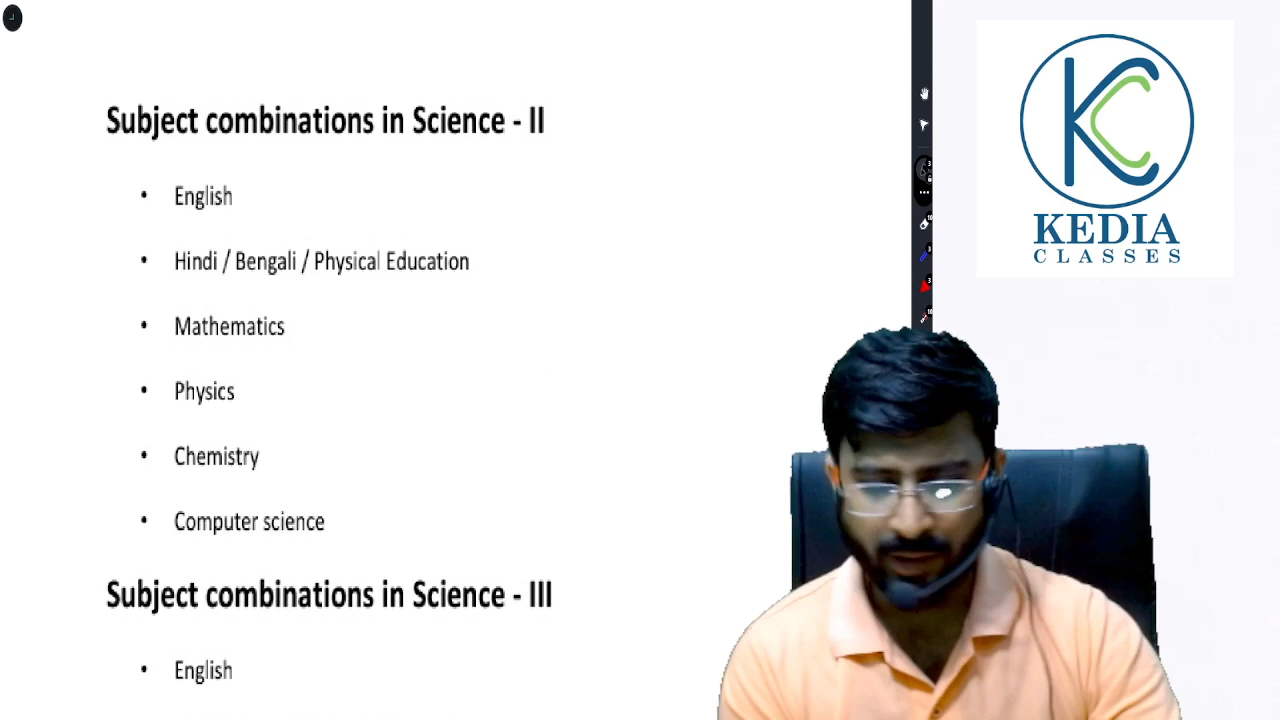 Subject combinations in Science - II
• English
• Hindi / Bengali / Physical Education
• Mathematics
• Physics
• Chemistry
• Computer science
Subject combinations in Science - III
• English
KC
KEDIA
CLASSES